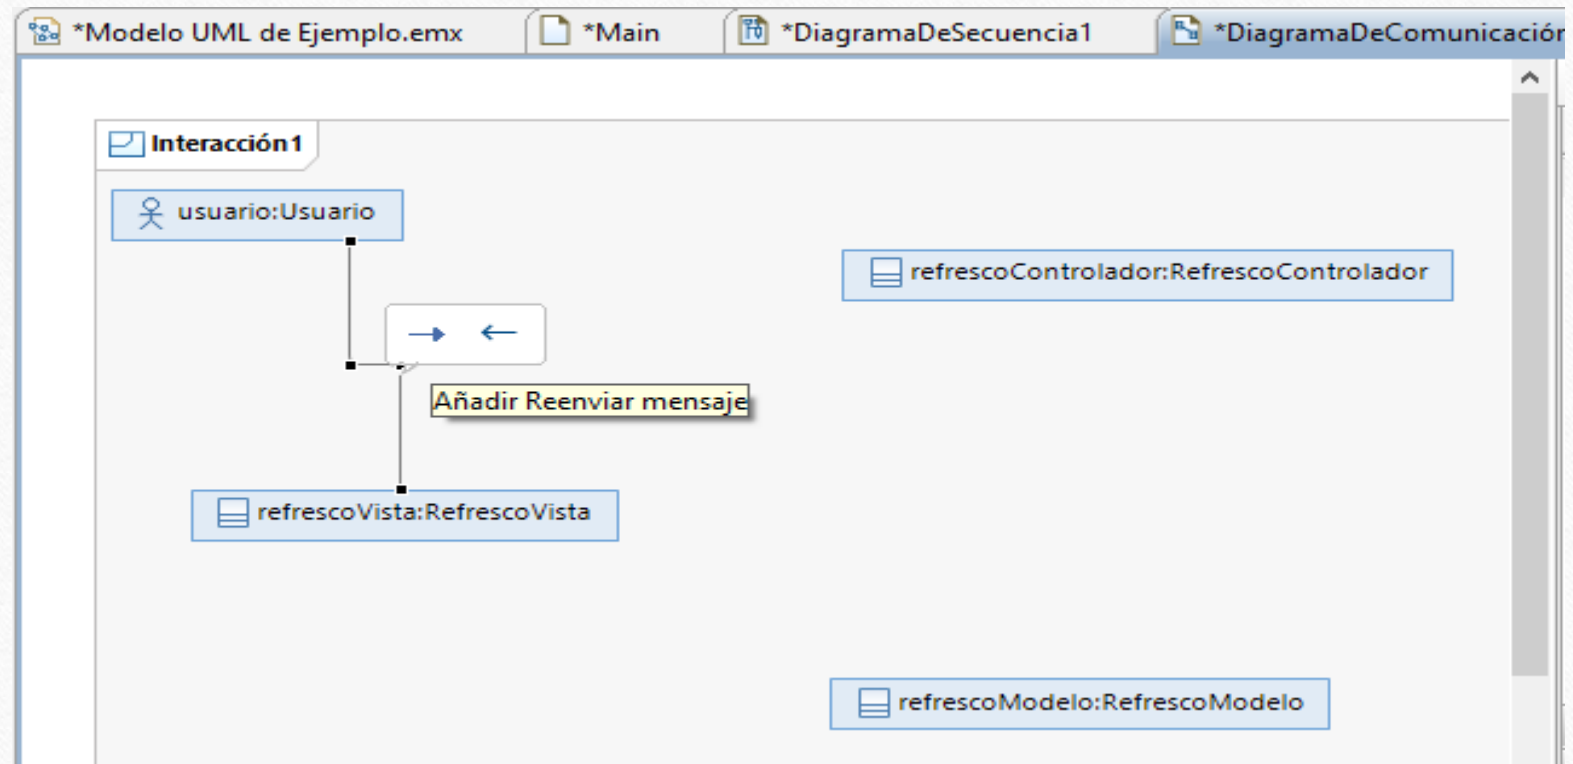 *Modelo UML de Ejemplo.emx *Main *DiagramaDeSecuencia1 *DiagramaDeComunicación
Interacción1
usuario:Usuario
refrescoControlador:RefrescoControlador
Añadir Reenviar mensaje
refrescoVista:RefrescoVista
refrescoModelo:RefrescoModelo